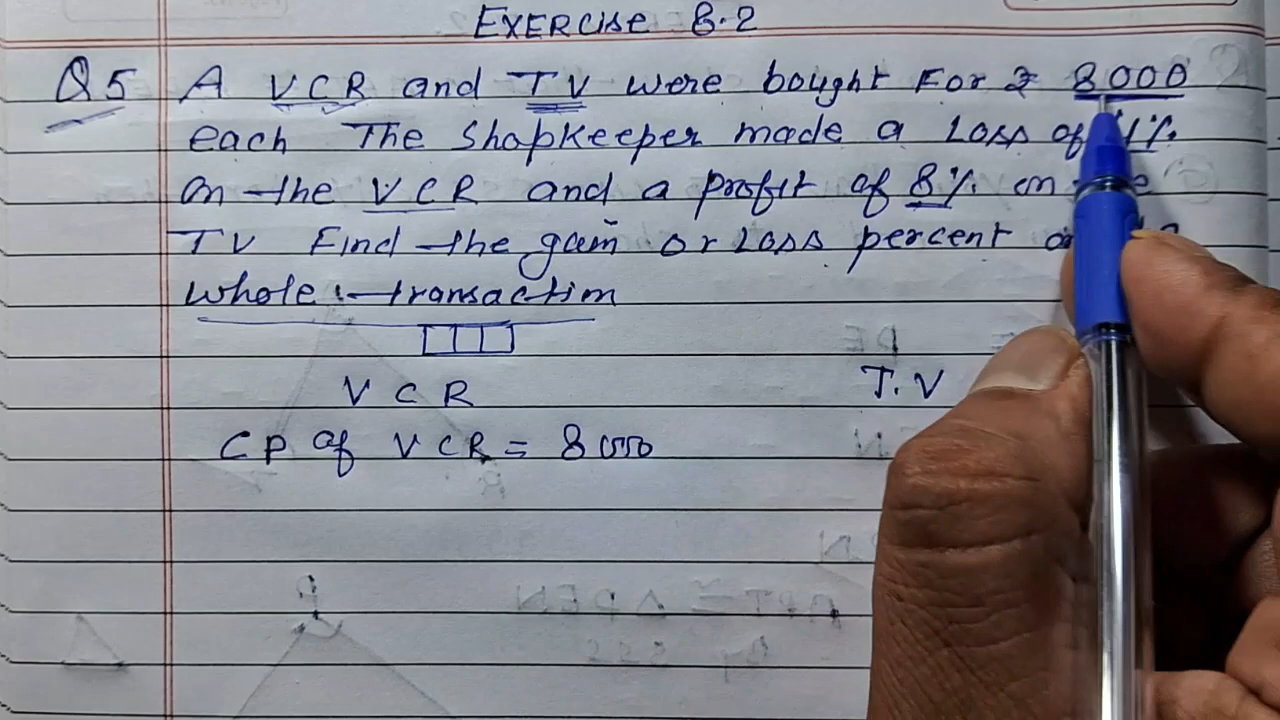 EXERCISE 8.2
Q5 A VCR and TV were bought For ₹ 8000
each The Shopkeeper made a Loss of 4%
on the VCR and a profit of 8% on
TV Find the gain or Loss percent
whole transaction
VCR T.V
CP of VCR = 8000